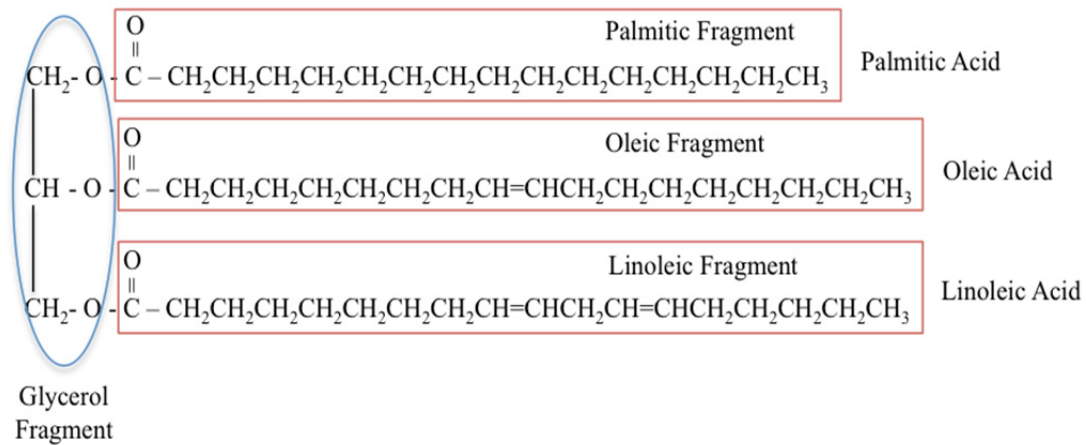 O
Palmitic Fragment
||
CH₂- O - C – CH₂CH₂CH₂CH₂CH₂CH₂CH₂CH₂CH₂CH₂CH₂CH₂CH₂CH₂CH₃
Palmitic Acid
O
Oleic Fragment
||
CH - O - C – CH₂CH₂CH₂CH₂CH₂CH₂CH₂CH=CHCH₂CH₂CH₂CH₂CH₂CH₂CH₂CH₃
Oleic Acid
O
Linoleic Fragment
||
CH₂- O - C – CH₂CH₂CH₂CH₂CH₂CH₂CH₂CH=CHCH₂CH=CHCH₂CH₂CH₂CH₂CH₃
Linoleic Acid
Glycerol
Fragment